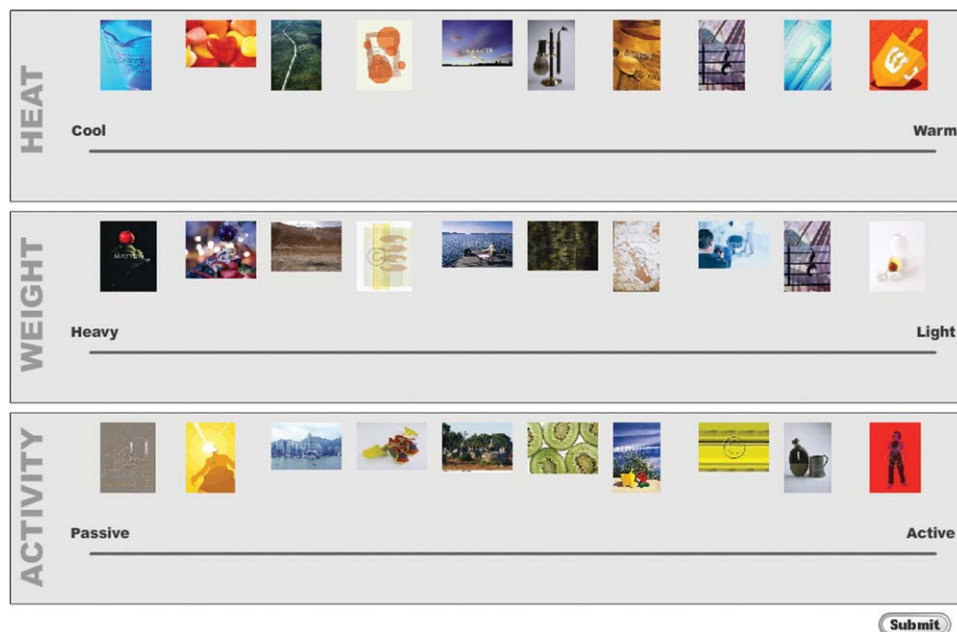 HEAT
Cool
Warm
WEIGHT
Heavy
Light
ACTIVITY
Passive
Active
Submit